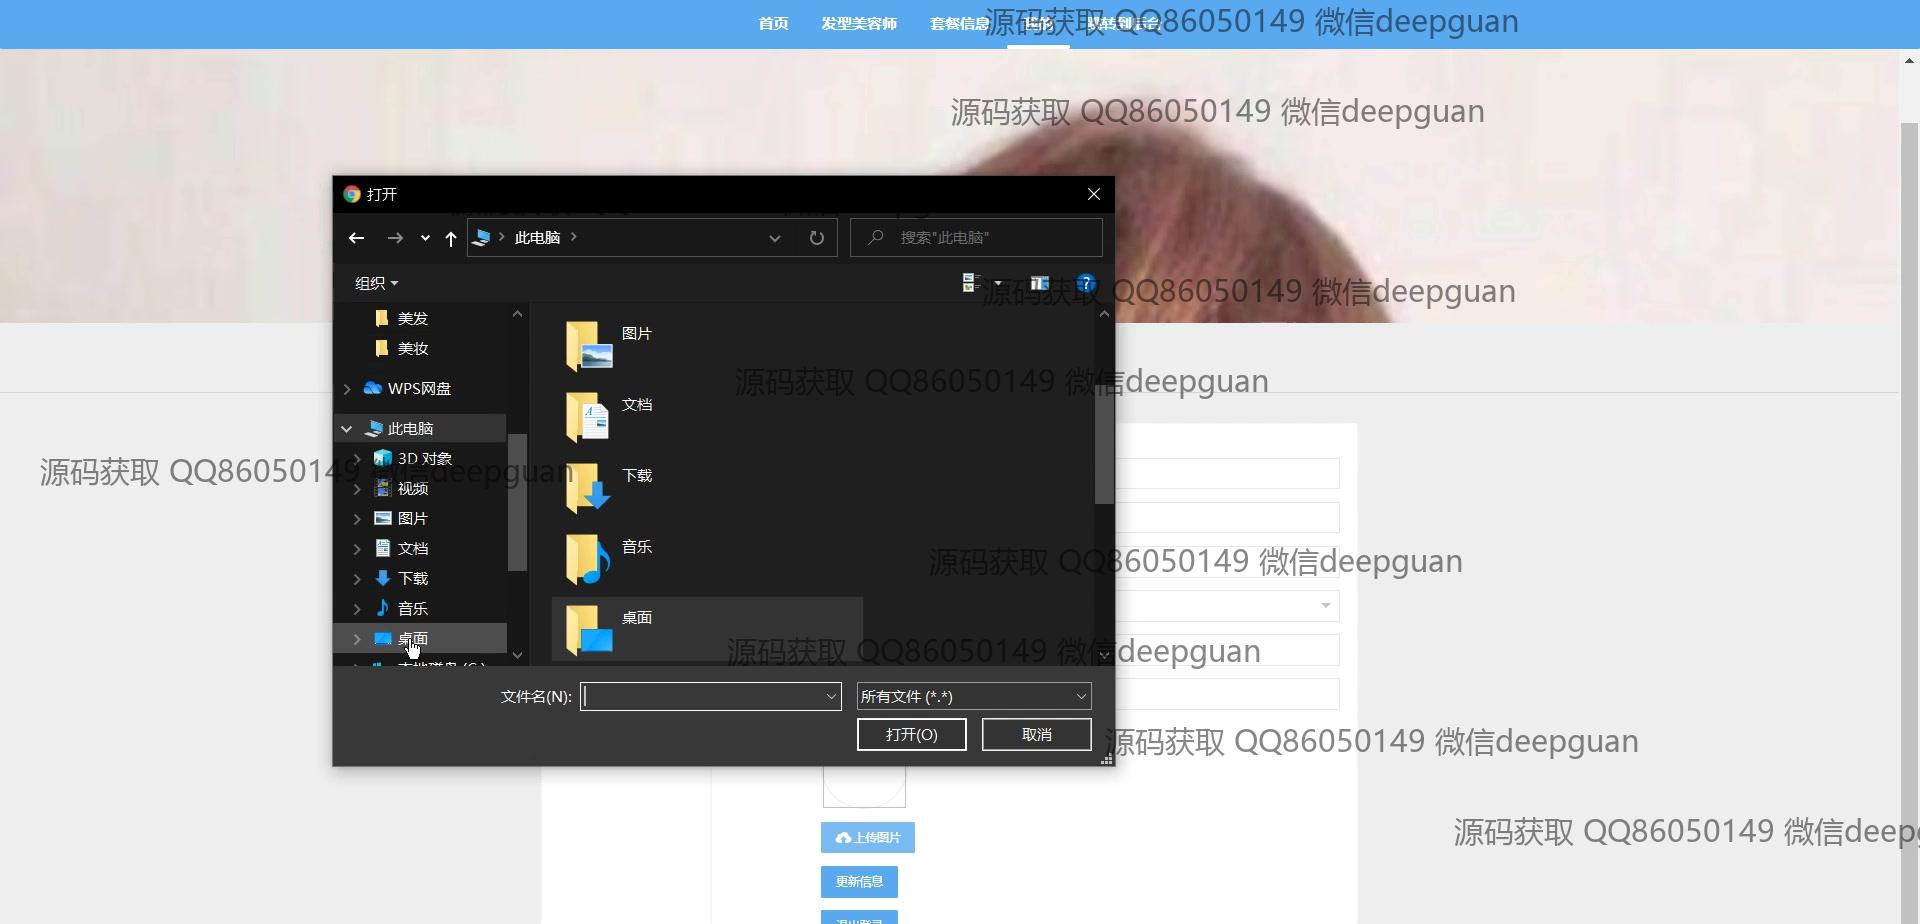 首页 发型美容师 套餐信息 我的 跳转到后台
源码获取 QQ86050149 微信deepguan
源码获取 QQ86050149 微信deepguan
打开
此电脑
搜索"此电脑"
组织
源码获取 QQ86050149 微信deepguan
美发
美妆
WPS网盘
此电脑
3D 对象
视频
图片
文档
下载
音乐
桌面
图片
文档
下载
音乐
桌面
源码获取 QQ86050149 微信deepguan
源码获取 QQ86050149 微信deepguan
源码获取 QQ86050149 微信deepguan
源码获取 QQ86050149 微信deepguan
文件名(N):
所有文件 (*.*)
打开(O)
取消
源码获取 QQ86050149 微信deepguan
源码获取 QQ86050149 微信deep
上传图片
更新信息
退出登录